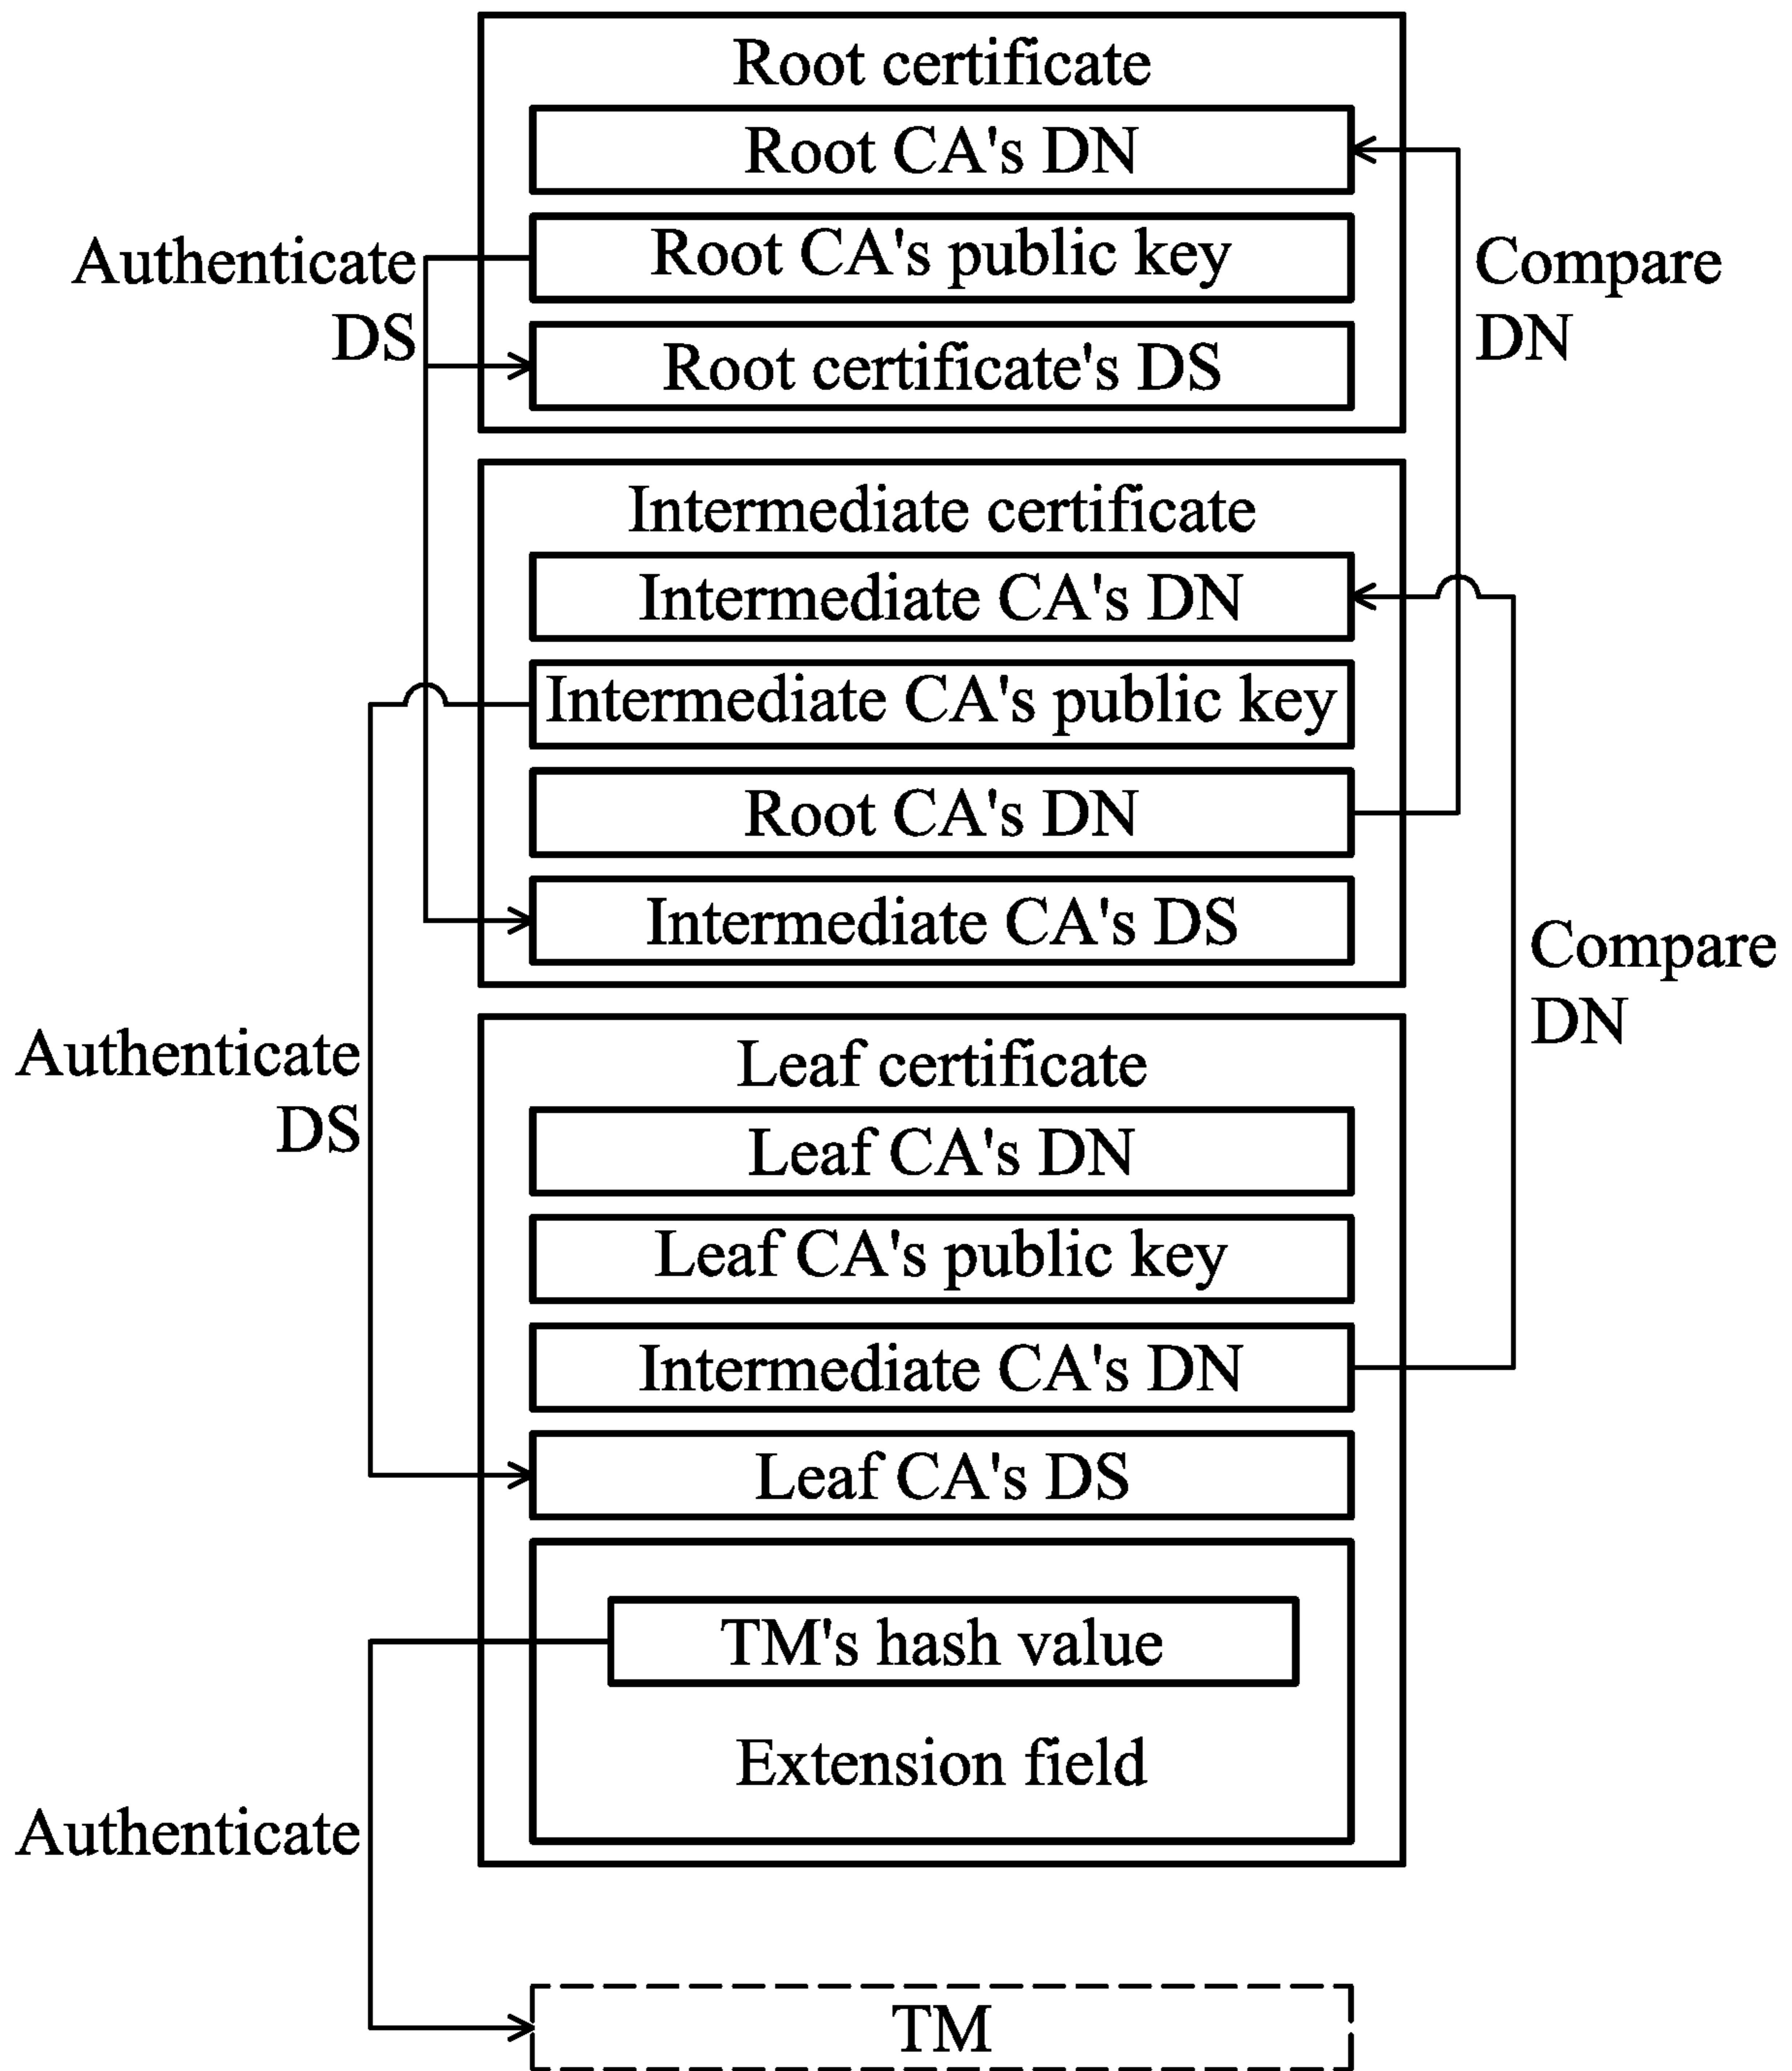 Root certificate
Root CA's DN
Root CA's public key
Root certificate's DS
Authenticate
DS
Compare
DN
Intermediate certificate
Intermediate CA's DN
Intermediate CA's public key
Root CA's DN
Intermediate CA's DS
Compare
DN
Authenticate
DS
Leaf certificate
Leaf CA's DN
Leaf CA's public key
Intermediate CA's DN
Leaf CA's DS
TM's hash value
Extension field
Authenticate
TM